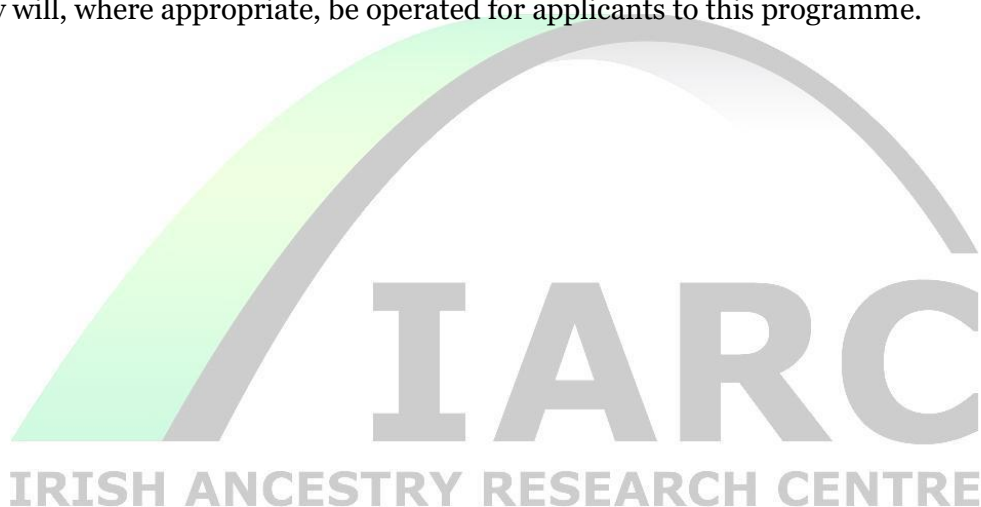 will, where appropriate, be operated for applicants to this programme.
IARC
IRISH ANCESTRY RESEARCH CENTRE